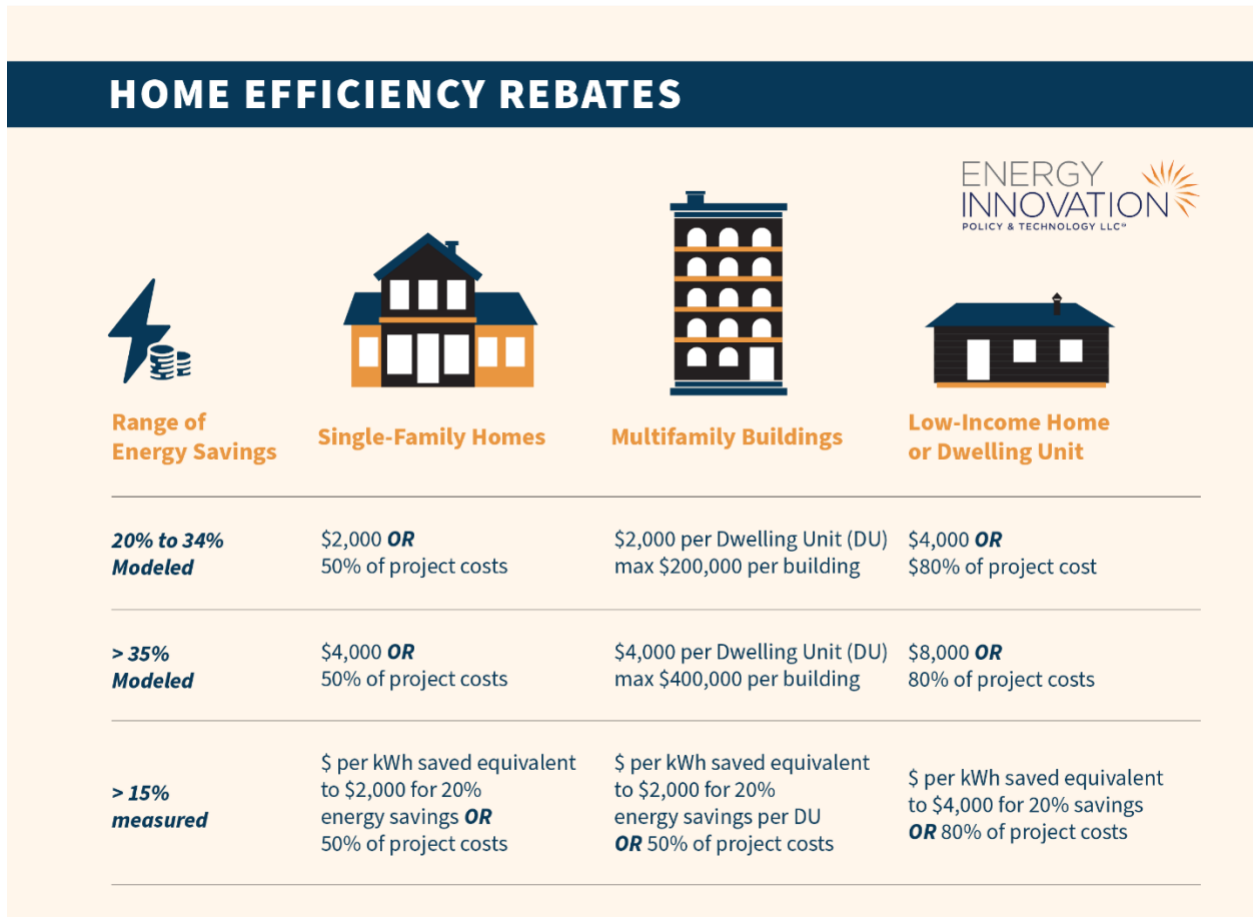 HOME EFFICIENCY REBATES
ENERGY
INNOVATION
POLICY & TECHNOLOGY LLC℠
Range of
Energy Savings
Single-Family Homes
Multifamily Buildings
Low-Income Home
or Dwelling Unit
20% to 34%
Modeled
$2,000 OR
50% of project costs
$2,000 per Dwelling Unit (DU)
max $200,000 per building
$4,000 OR
$80% of project cost
> 35%
Modeled
$4,000 OR
50% of project costs
$4,000 per Dwelling Unit (DU)
max $400,000 per building
$8,000 OR
80% of project costs
> 15%
measured
$ per kWh saved equivalent
to $2,000 for 20%
energy savings OR
50% of project costs
$ per kWh saved equivalent
to $2,000 for 20%
energy savings per DU
OR 50% of project costs
$ per kWh saved equivalent
to $4,000 for 20% savings
OR 80% of project costs